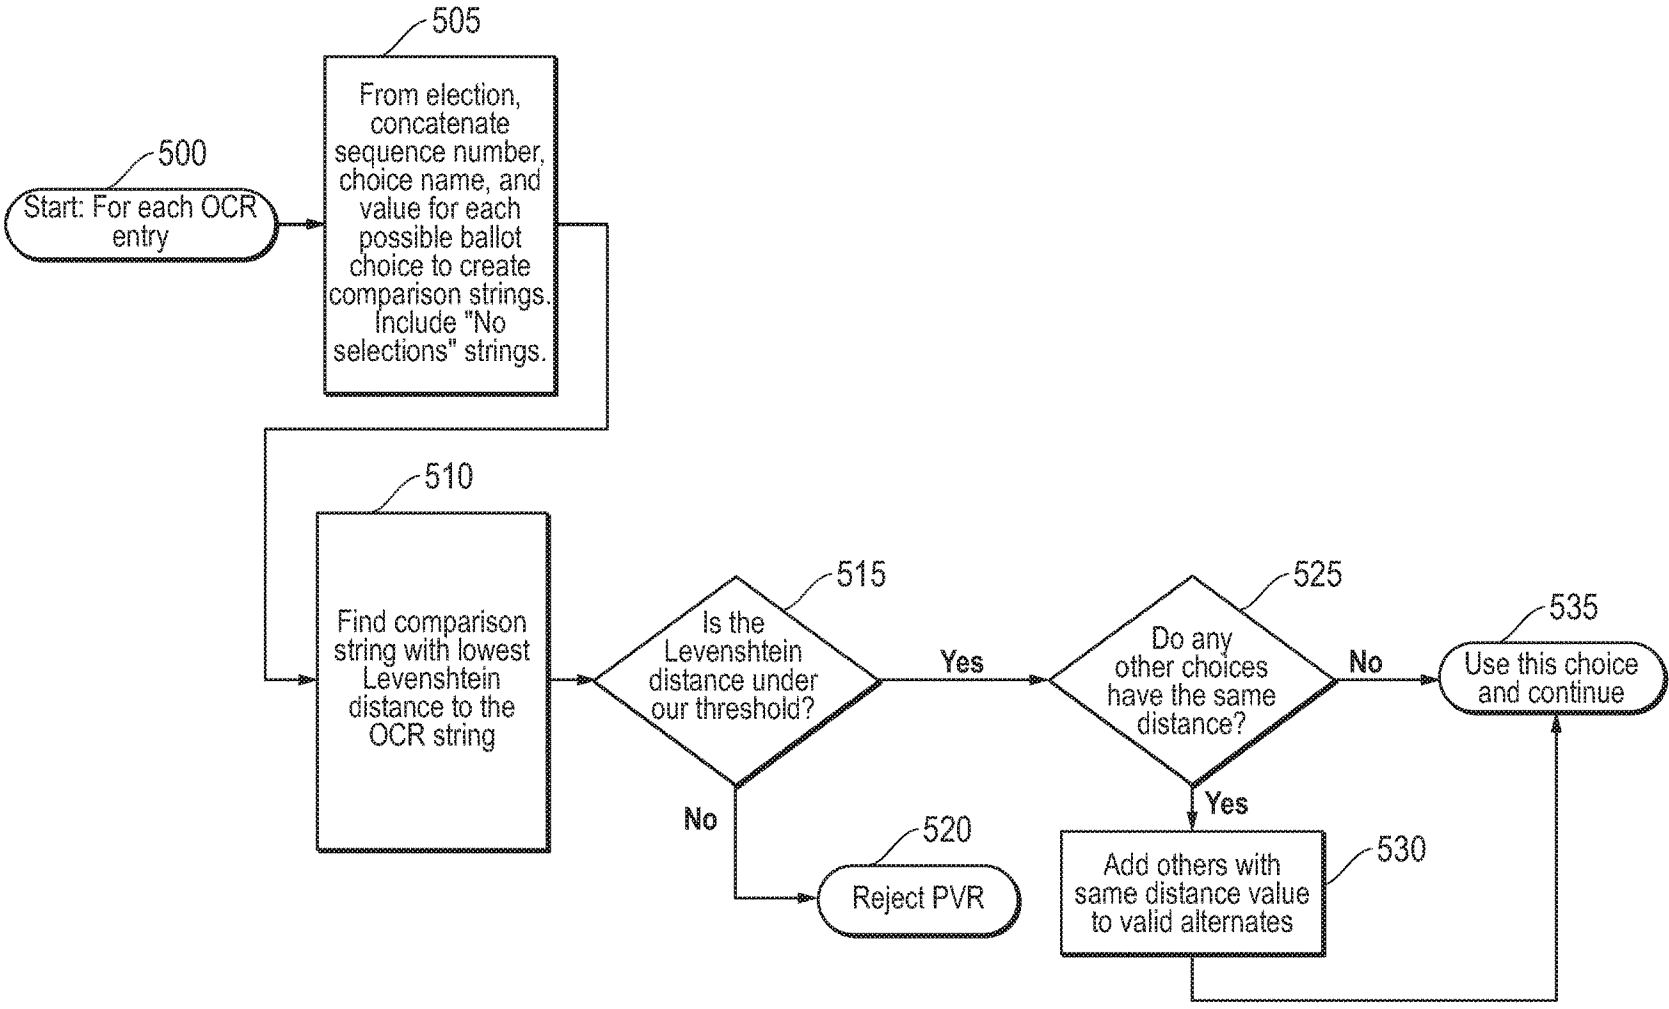 505
From election,
concatenate
sequence number,
choice name, and
value for each
possible ballot
choice to create
comparison strings.
Include "No
selections" strings.
500
Start: For each OCR
entry
510
Find comparison
string with lowest
Levenshtein
distance to the
OCR string
515
Is the
Levenshtein
distance under
our threshold?
Yes
No
520
Reject PVR
525
Do any
other choices
have the same
distance?
No
Yes
530
Add others with
same distance value
to valid alternates
535
Use this choice
and continue